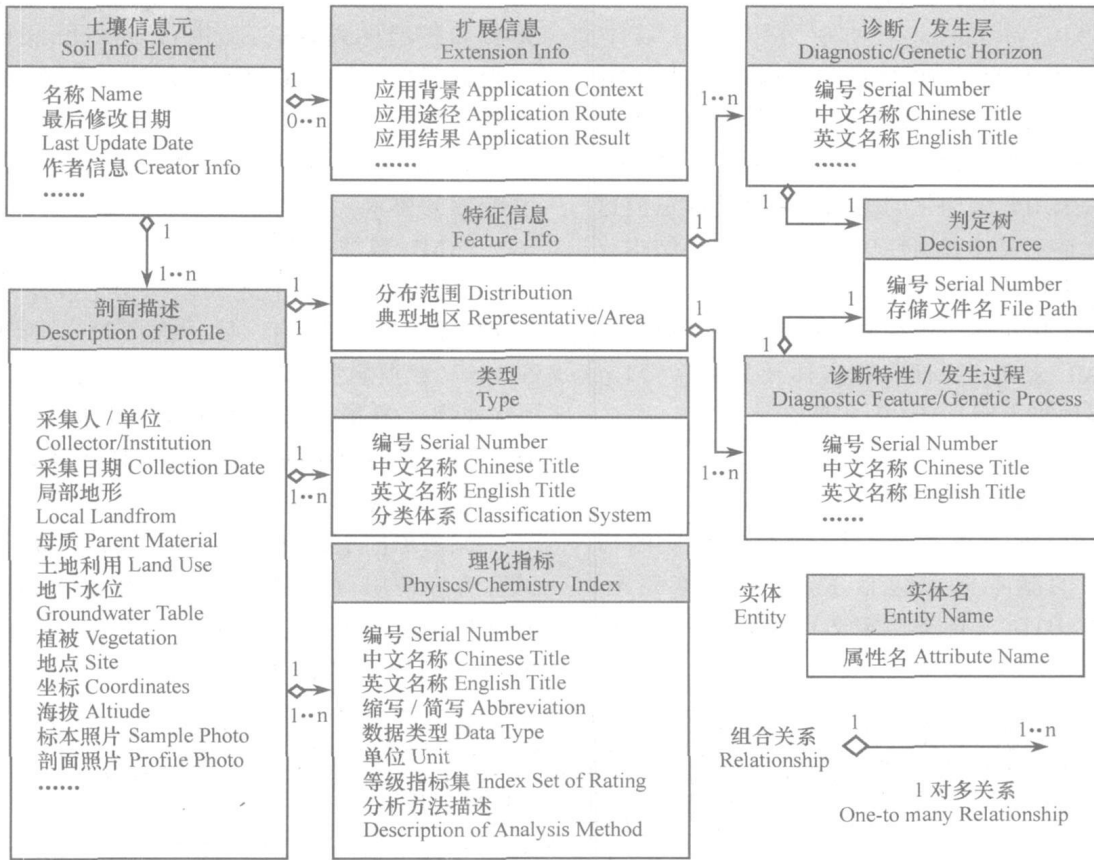 土壤信息元
Soil Info Element
名称 Name
最后修改日期
Last Update Date
作者信息 Creator Info
……
1
0··n
扩展信息
Extension Info
应用背景 Application Context
应用途径 Application Route
应用结果 Application Result
……
诊断 / 发生层
Diagnostic/Genetic Horizon
编号 Serial Number
中文名称 Chinese Title
英文名称 English Title
……
1
1··n
特征信息
Feature Info
分布范围 Distribution
典型地区 Representative/Area
1
1··n
1
1··n
1
1
判定树
Decision Tree
编号 Serial Number
存储文件名 File Path
1
1
剖面描述
Description of Profile
采集人 / 单位
Collector/Institution
采集日期 Collection Date
局部地形
Local Landfrom
母质 Parent Material
土地利用 Land Use
地下水位
Groundwater Table
植被 Vegetation
地点 Site
坐标 Coordinates
海拔 Altiude
标本照片 Sample Photo
剖面照片 Profile Photo
……
1
1
类型
Type
编号 Serial Number
中文名称 Chinese Title
英文名称 English Title
分类体系 Classification System
1
1··n
诊断特性 / 发生过程
Diagnostic Feature/Genetic Process
编号 Serial Number
中文名称 Chinese Title
英文名称 English Title
……
理化指标
Phyiscs/Chemistry Index
编号 Serial Number
中文名称 Chinese Title
英文名称 English Title
缩写 / 简写 Abbreviation
数据类型 Data Type
单位 Unit
等级指标集 Index Set of Rating
分析方法描述
Description of Analysis Method
1
1··n
实体
Entity
实体名
Entity Name
属性名 Attribute Name
组合关系
Relationship
1
1··n
1 对多关系
One-to many Relationship